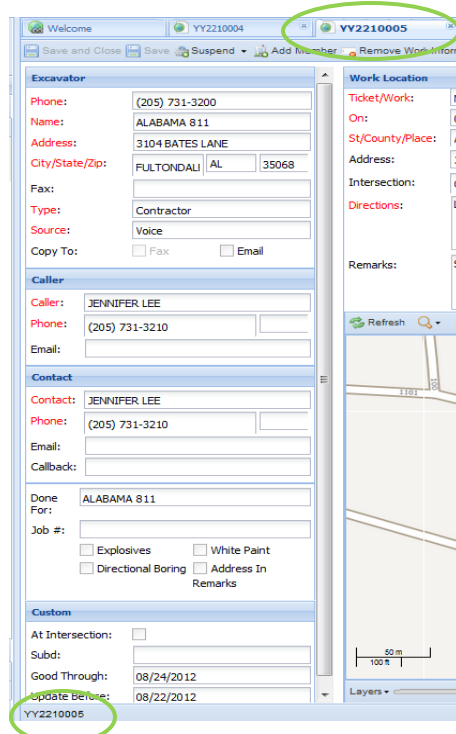 Welcome YY2210004 YY2210005
Save and Close Save Suspend Add Member Remove Work Infor
Excavator
Phone: (205) 731-3200
Name: ALABAMA 811
Address: 3104 BATES LANE
City/State/Zip: FULTONDALI AL 35068
Fax:
Type: Contractor
Source: Voice
Copy To: Fax Email
Caller
Caller: JENNIFER LEE
Phone: (205) 731-3210
Email:
Contact
Contact: JENNIFER LEE
Phone: (205) 731-3210
Email:
Callback:
Done For: ALABAMA 811
Job #:
Explosives White Paint
Directional Boring Address In Remarks
Custom
At Intersection:
Subd:
Good Through: 08/24/2012
Update Before: 08/22/2012
YY2210005
Work Location
Ticket/Work:
On:
St/County/Place:
Address:
Intersection:
Directions:
Remarks:
Refresh
1101
100
50 m
100 ft
Layers